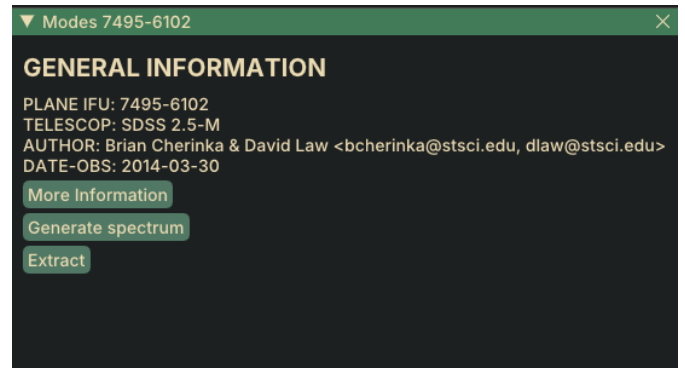 Modes 7495-6102
GENERAL INFORMATION
PLANE IFU: 7495-6102
TELESCOP: SDSS 2.5-M
AUTHOR: Brian Cherinka & David Law <bcherinka@stsci.edu, dlaw@stsci.edu>
DATE-OBS: 2014-03-30
More Information
Generate spectrum
Extract